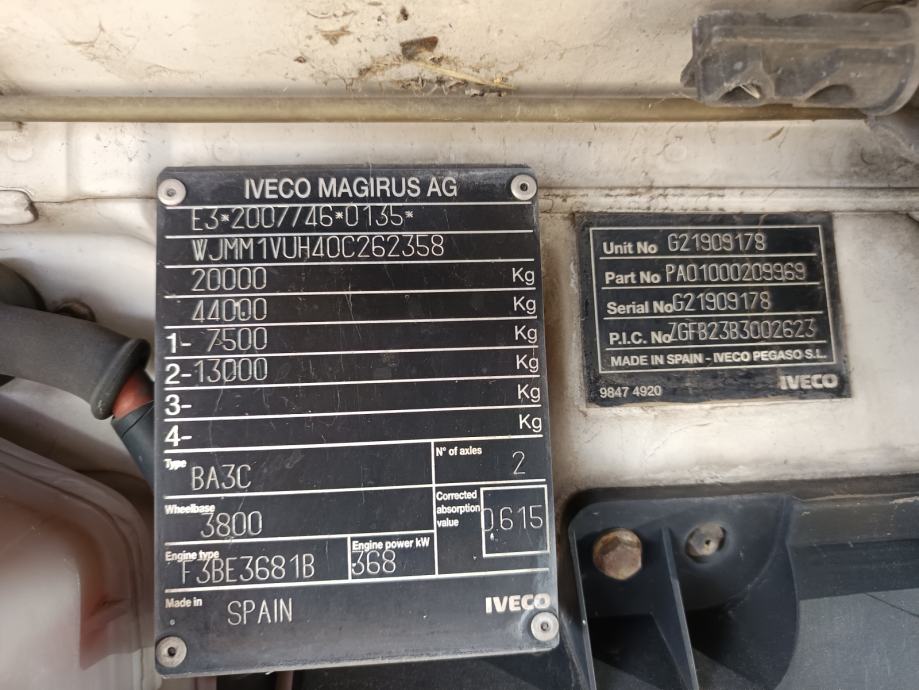 IVECO MAGIRUS AG
E3*2007/46*0135*
WJMM1VUH40C262358
20000 Kg
44000 Kg
1- 7500 Kg
2- 13000 Kg
3- Kg
4- Kg
Type BA3C
N° of axles 2
Wheelbase 3800
Corrected absorption value 0.615
Engine type F3BE3681B
Engine power kW 368
Made in SPAIN
IVECO
Unit No G21909178
Part No PA01000209969
Serial No G21909178
P.I.C. No ZGFB23B3002623
MADE IN SPAIN - IVECO PEGASO S.L.
9847 4920 IVECO